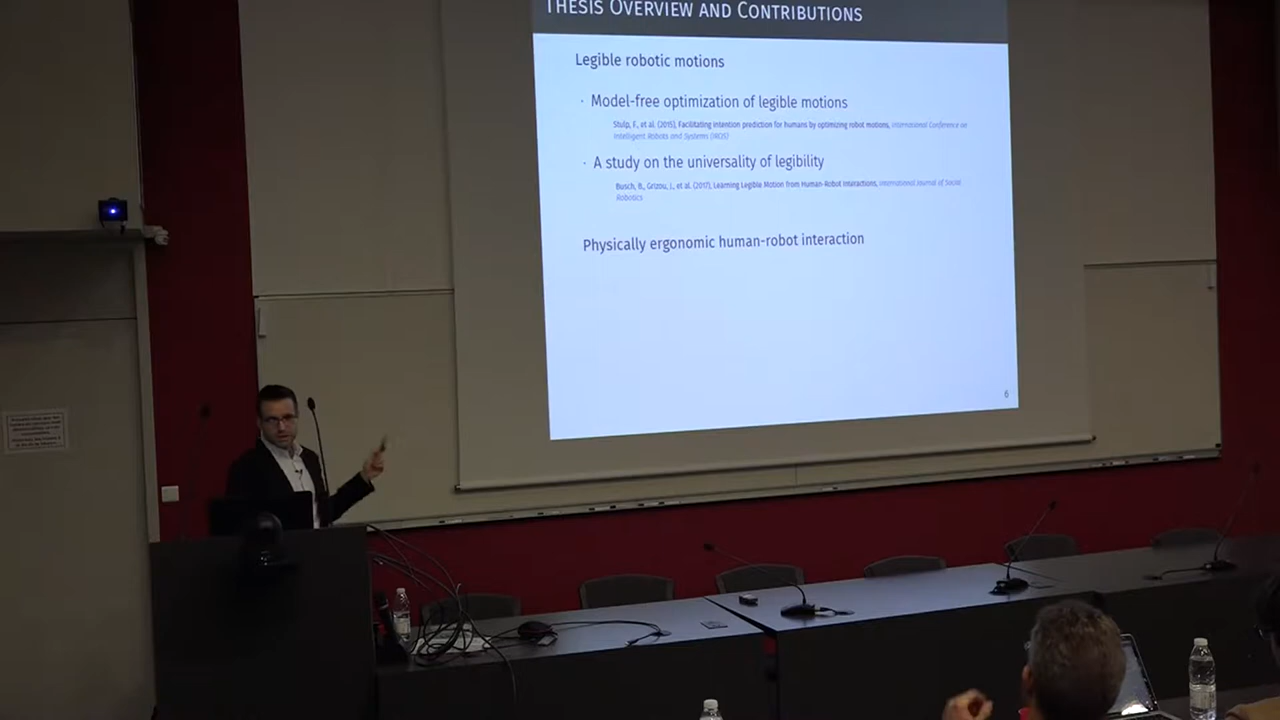 THESIS OVERVIEW AND CONTRIBUTIONS
Legible robotic motions
· Model-free optimization of legible motions
Stulp, F., et al. (2015), Facilitating intention prediction for humans by optimizing robot motions, International Conference on
Intelligent Robots and Systems (IROS)
· A study on the universality of legibility
Busch, B., Grizou, J., et al. (2017), Learning Legible Motion from Human-Robot Interactions, International Journal of Social
Robotics
Physically ergonomic human-robot interaction
6